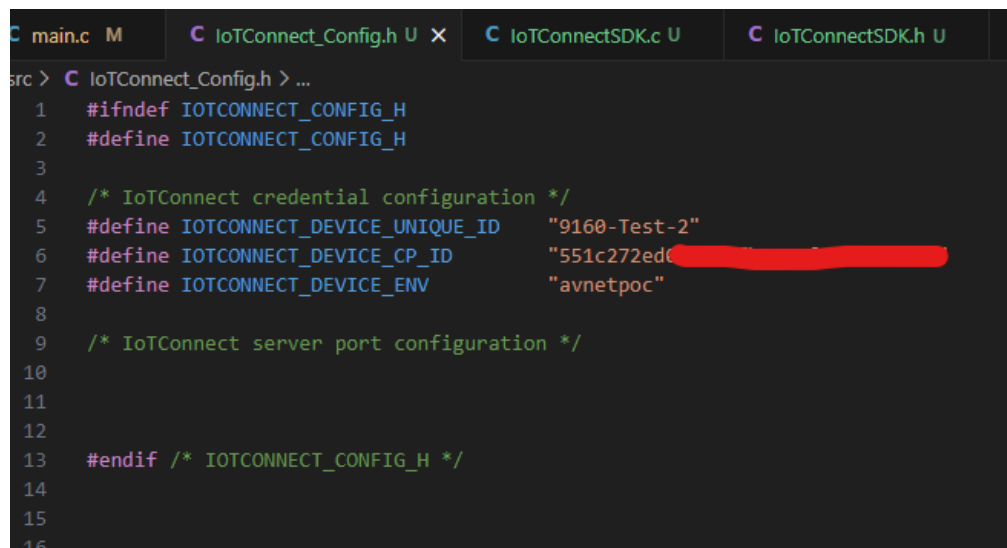 C main.c M
C IoTConnect_Config.h U ×
C IoTConnectSDK.c U
C IoTConnectSDK.h U
src > C IoTConnect_Config.h > ...
1 #ifndef IOTCONNECT_CONFIG_H
2 #define IOTCONNECT_CONFIG_H
3
4 /* IoTConnect credential configuration */
5 #define IOTCONNECT_DEVICE_UNIQUE_ID "9160-Test-2"
6 #define IOTCONNECT_DEVICE_CP_ID "551c272ed
7 #define IOTCONNECT_DEVICE_ENV "avnetpoc"
8
9 /* IoTConnect server port configuration */
10
11
12
13 #endif /* IOTCONNECT_CONFIG_H */
14
15
16